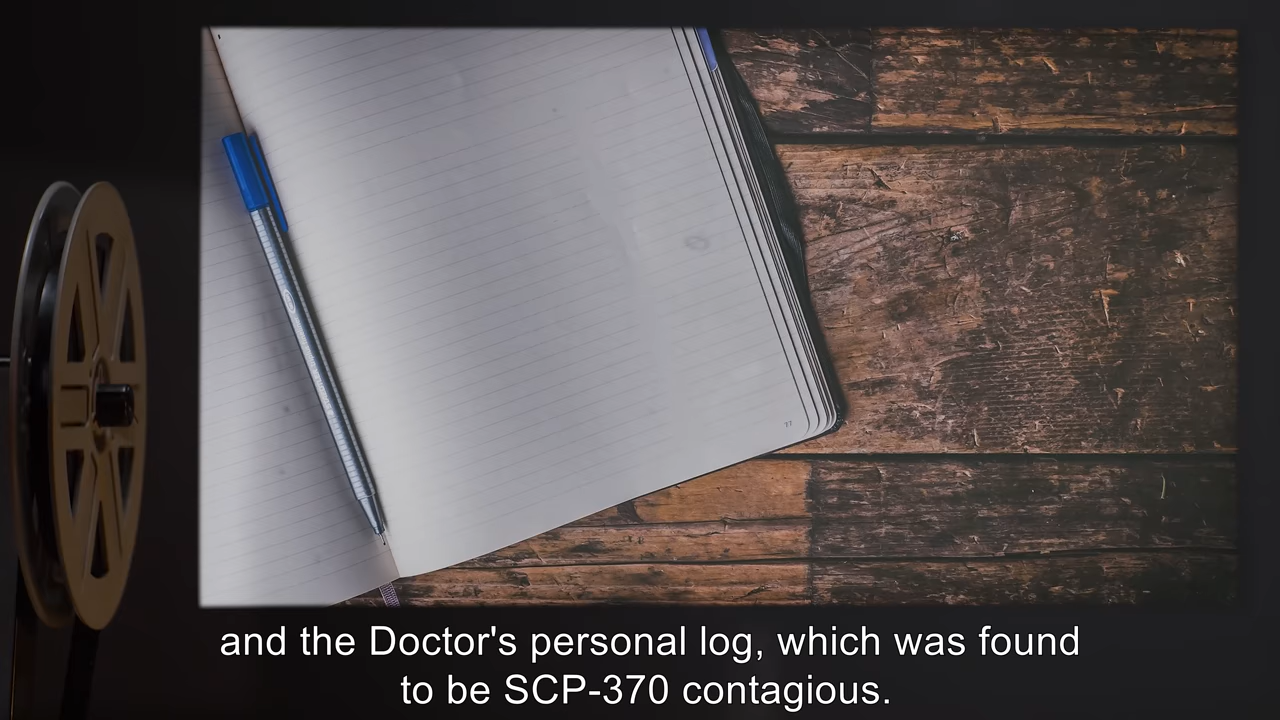 and the Doctor's personal log, which was found
to be SCP-370 contagious.